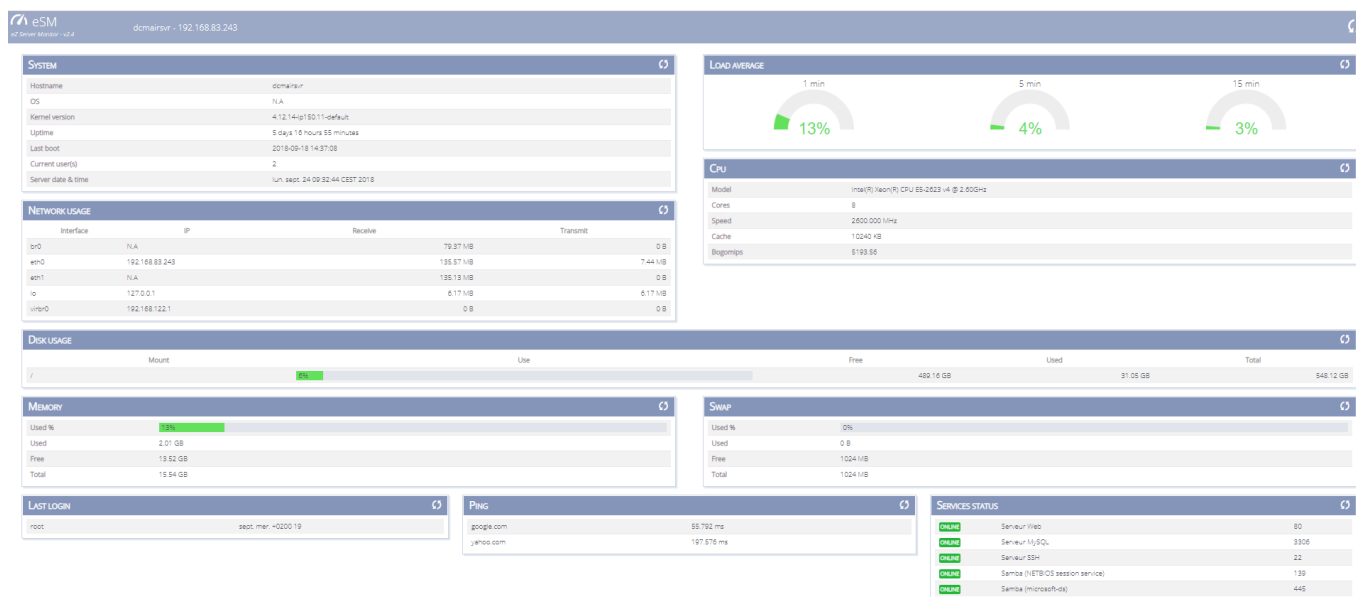 eSM
eZ Server Monitor - v2.4
dcmairsvr - 192.168.83.243
SYSTEM
Hostname dcmairsvr
OS N.A
Kernel version 4.12.14-lp150.11-default
Uptime 5 days 16 hours 55 minutes
Last boot 2018-09-18 14:37:08
Current user(s) 2
Server date & time lun. sept. 24 09:32:44 CEST 2018
LOAD AVERAGE
1 min 5 min 15 min
13% 4% 3%
CPU
Model Intel(R) Xeon(R) CPU E5-2623 v4 @ 2.60GHz
Cores 8
Speed 2600.000 MHz
Cache 10240 KB
Bogomips 5193.56
NETWORK USAGE
Interface IP Receive Transmit
br0 N.A 79.37 MB 0 B
eth0 192.168.83.243 135.57 MB 7.44 MB
eth1 N.A 135.13 MB 0 B
lo 127.0.0.1 6.17 MB 6.17 MB
virbr0 192.168.122.1 0 B 0 B
DISK USAGE
Mount Use Free Used Total
/ 6% 489.16 GB 31.05 GB 548.12 GB
MEMORY
Used % 13%
Used 2.01 GB
Free 13.52 GB
Total 15.54 GB
SWAP
Used % 0%
Used 0 B
Free 1024 MB
Total 1024 MB
LAST LOGIN
root sept. mer. +0200 19
PING
google.com 55.792 ms
yahoo.com 197.576 ms
SERVICES STATUS
ONLINE Serveur Web 80
ONLINE Serveur MySQL 3306
ONLINE Serveur SSH 22
ONLINE Samba (NETBIOS session service) 139
ONLINE Samba (microsoft-ds) 445